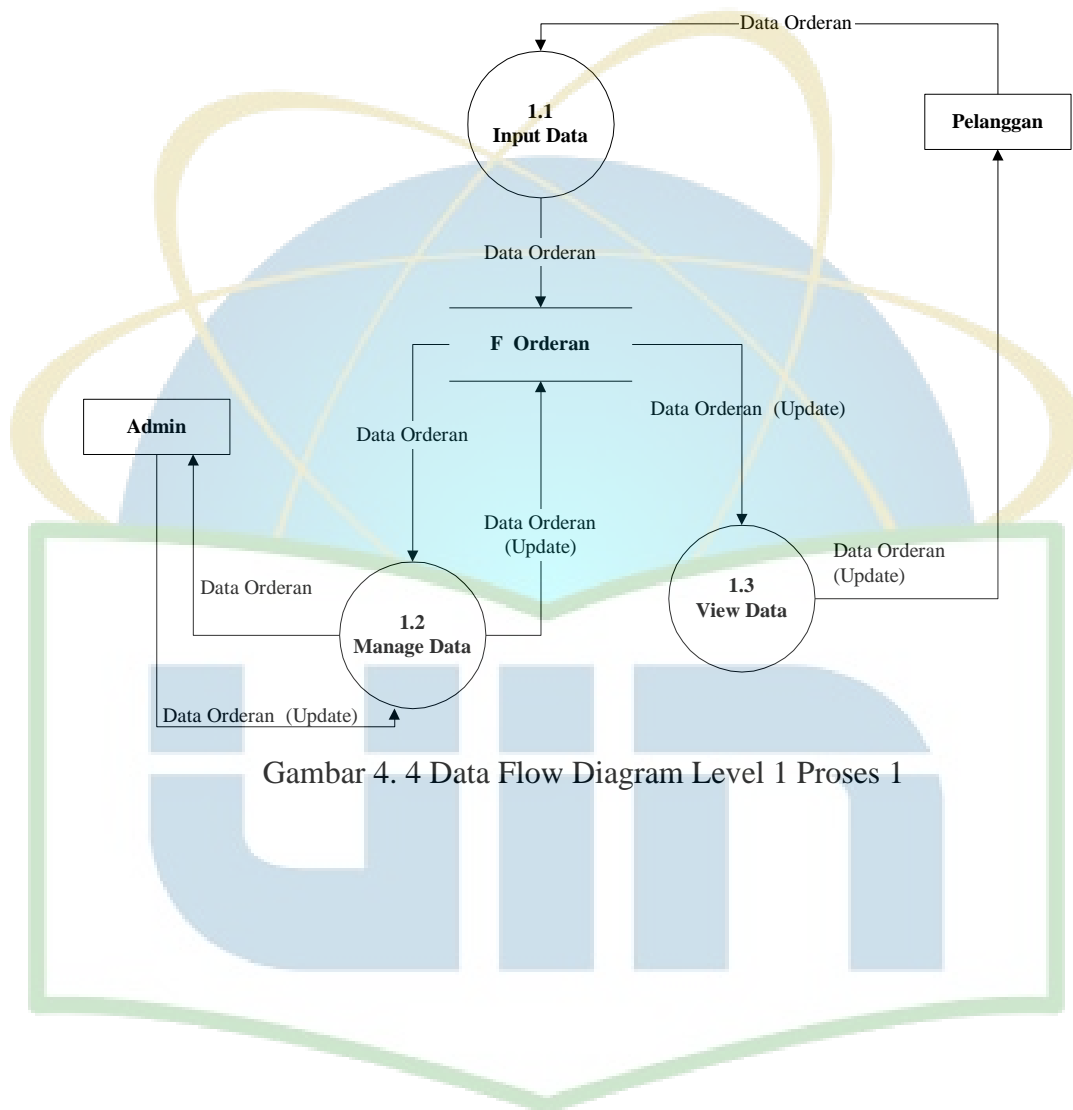 Data Orderan
1.1
Input Data
Pelanggan
Data Orderan
F Orderan
Data Orderan (Update)
Admin
Data Orderan
Data Orderan
(Update)
Data Orderan
(Update)
Data Orderan
1.3
View Data
1.2
Manage Data
Data Orderan (Update)
Gambar 4. 4 Data Flow Diagram Level 1 Proses 1
uin